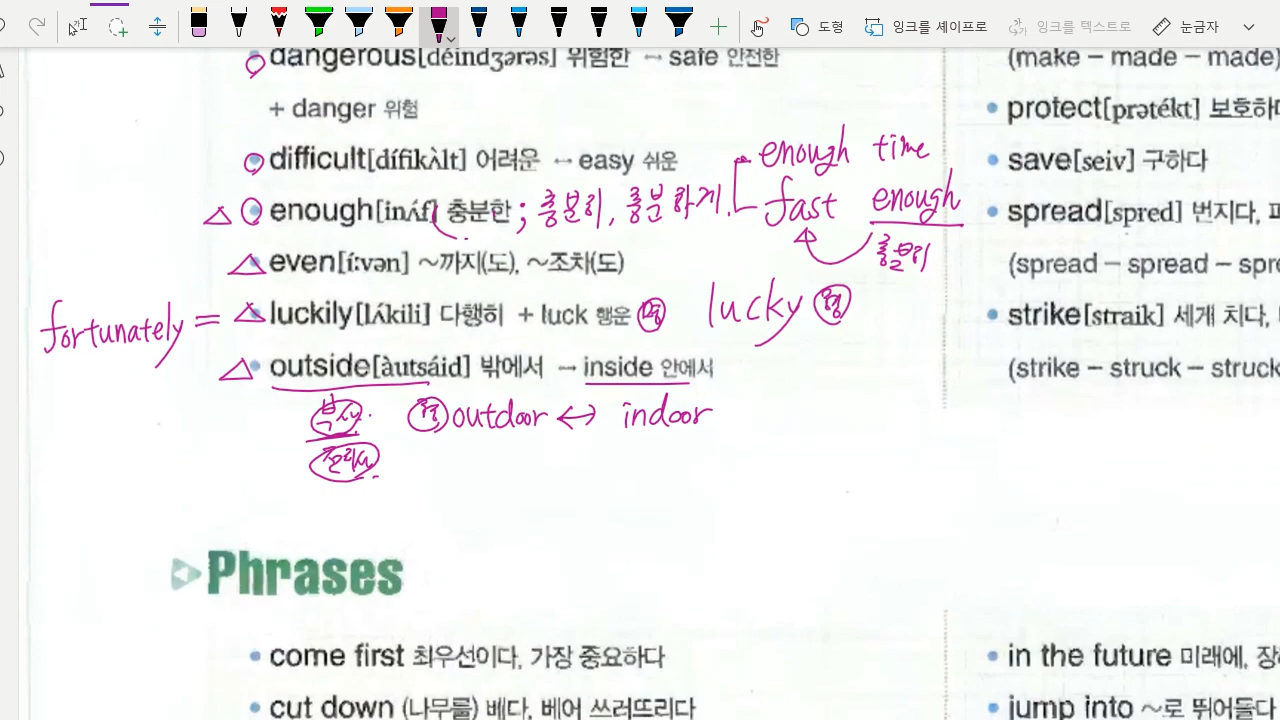 도형 잉크를 셰이프로 잉크를 텍스트로 눈금자
dangerous[déindʒərəs] 위험한 ↔ safe 안전한
+ danger 위험
difficult[dífikʌ̀lt] 어려운 ↔ easy 쉬운
enough time
enough[inʌ́f] 충분한 ; 충분히, 충분하게.
fast enough
충분히
even[íːvən] ~까지(도), ~조차(도)
fortunately = luckily[lʌ́kili] 다행히 + luck 행운 명 lucky 형
outside[àutsáid] 밖에서 ↔ inside 안에서
부사. 형 outdoor ↔ indoor
전치사
(make – made – made)
protect[prətékt]
save[seiv] 구하다
spread[spred] 번지다,
(spread – spread –
strike[straik] 세게 치다,
(strike – struck – struck
Phrases
come first 최우선이다, 가장 중요하다
cut down (나무를) 베다, 베어 쓰러뜨리다
in the future 미래에,
jump into ~로 뛰어들다